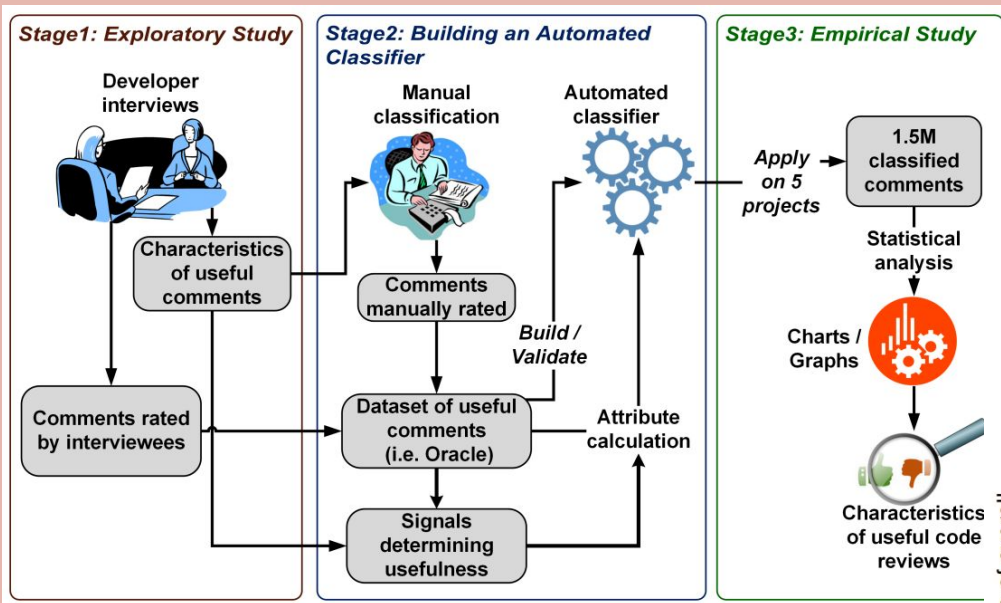 Stage1: Exploratory Study
Developer
interviews
Characteristics
of useful
comments
Comments rated
by interviewees
Stage2: Building an Automated
Classifier
Manual
classification
Automated
classifier
Comments
manually rated
Build /
Validate
Dataset of useful
comments
(i.e. Oracle)
Attribute
calculation
Signals
determining
usefulness
Stage3: Empirical Study
Apply
on 5
projects
1.5M
classified
comments
Statistical
analysis
Charts /
Graphs
Characteristics
of useful code
reviews